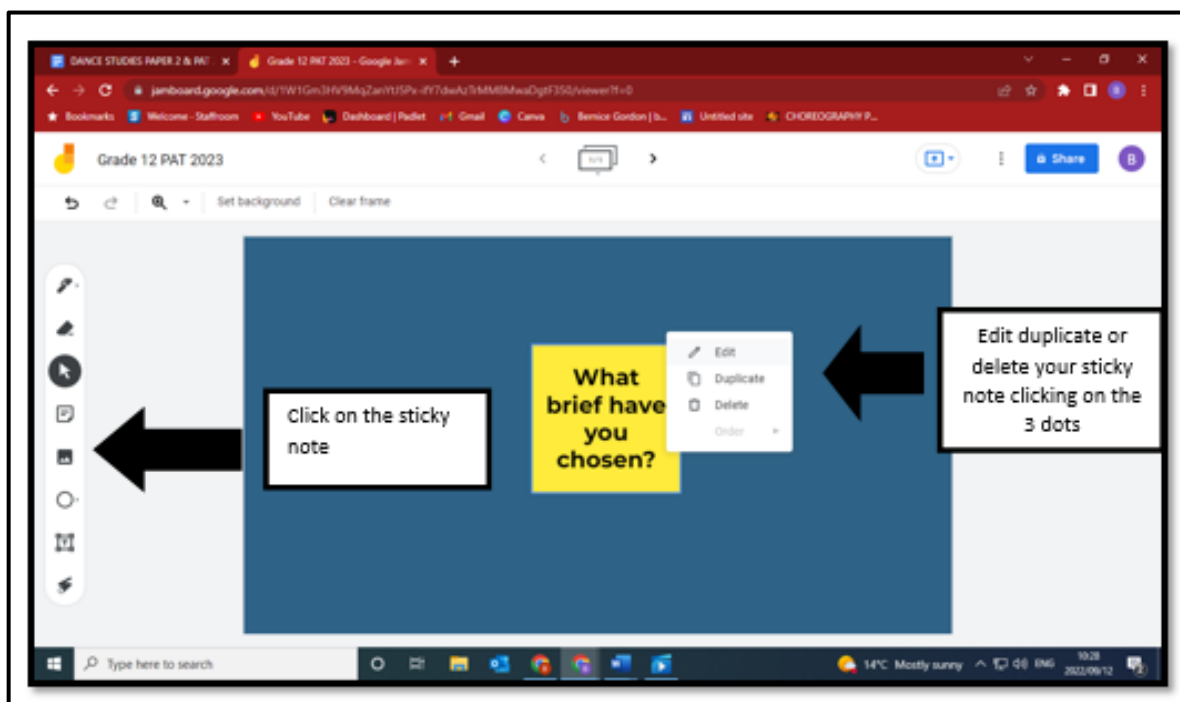 DANCE STUDIES PAPER 2 & PAT
Grade 12 PAT 2023 - Google Jam
jamboard.google.com
Bookmarks Welcome - Staffroom YouTube Dashboard | Padlet Gmail Canva Bernice Gordon | b... Untitled site CHOREOGRAPHY P...
Grade 12 PAT 2023
Share
B
Set background Clear frame
Edit
Duplicate
Delete
Order
What
brief have
you
chosen?
Click on the sticky
note
Edit duplicate or
delete your sticky
note clicking on the
3 dots
Type here to search
14°C Mostly sunny
ENG
10:28
2022/09/12